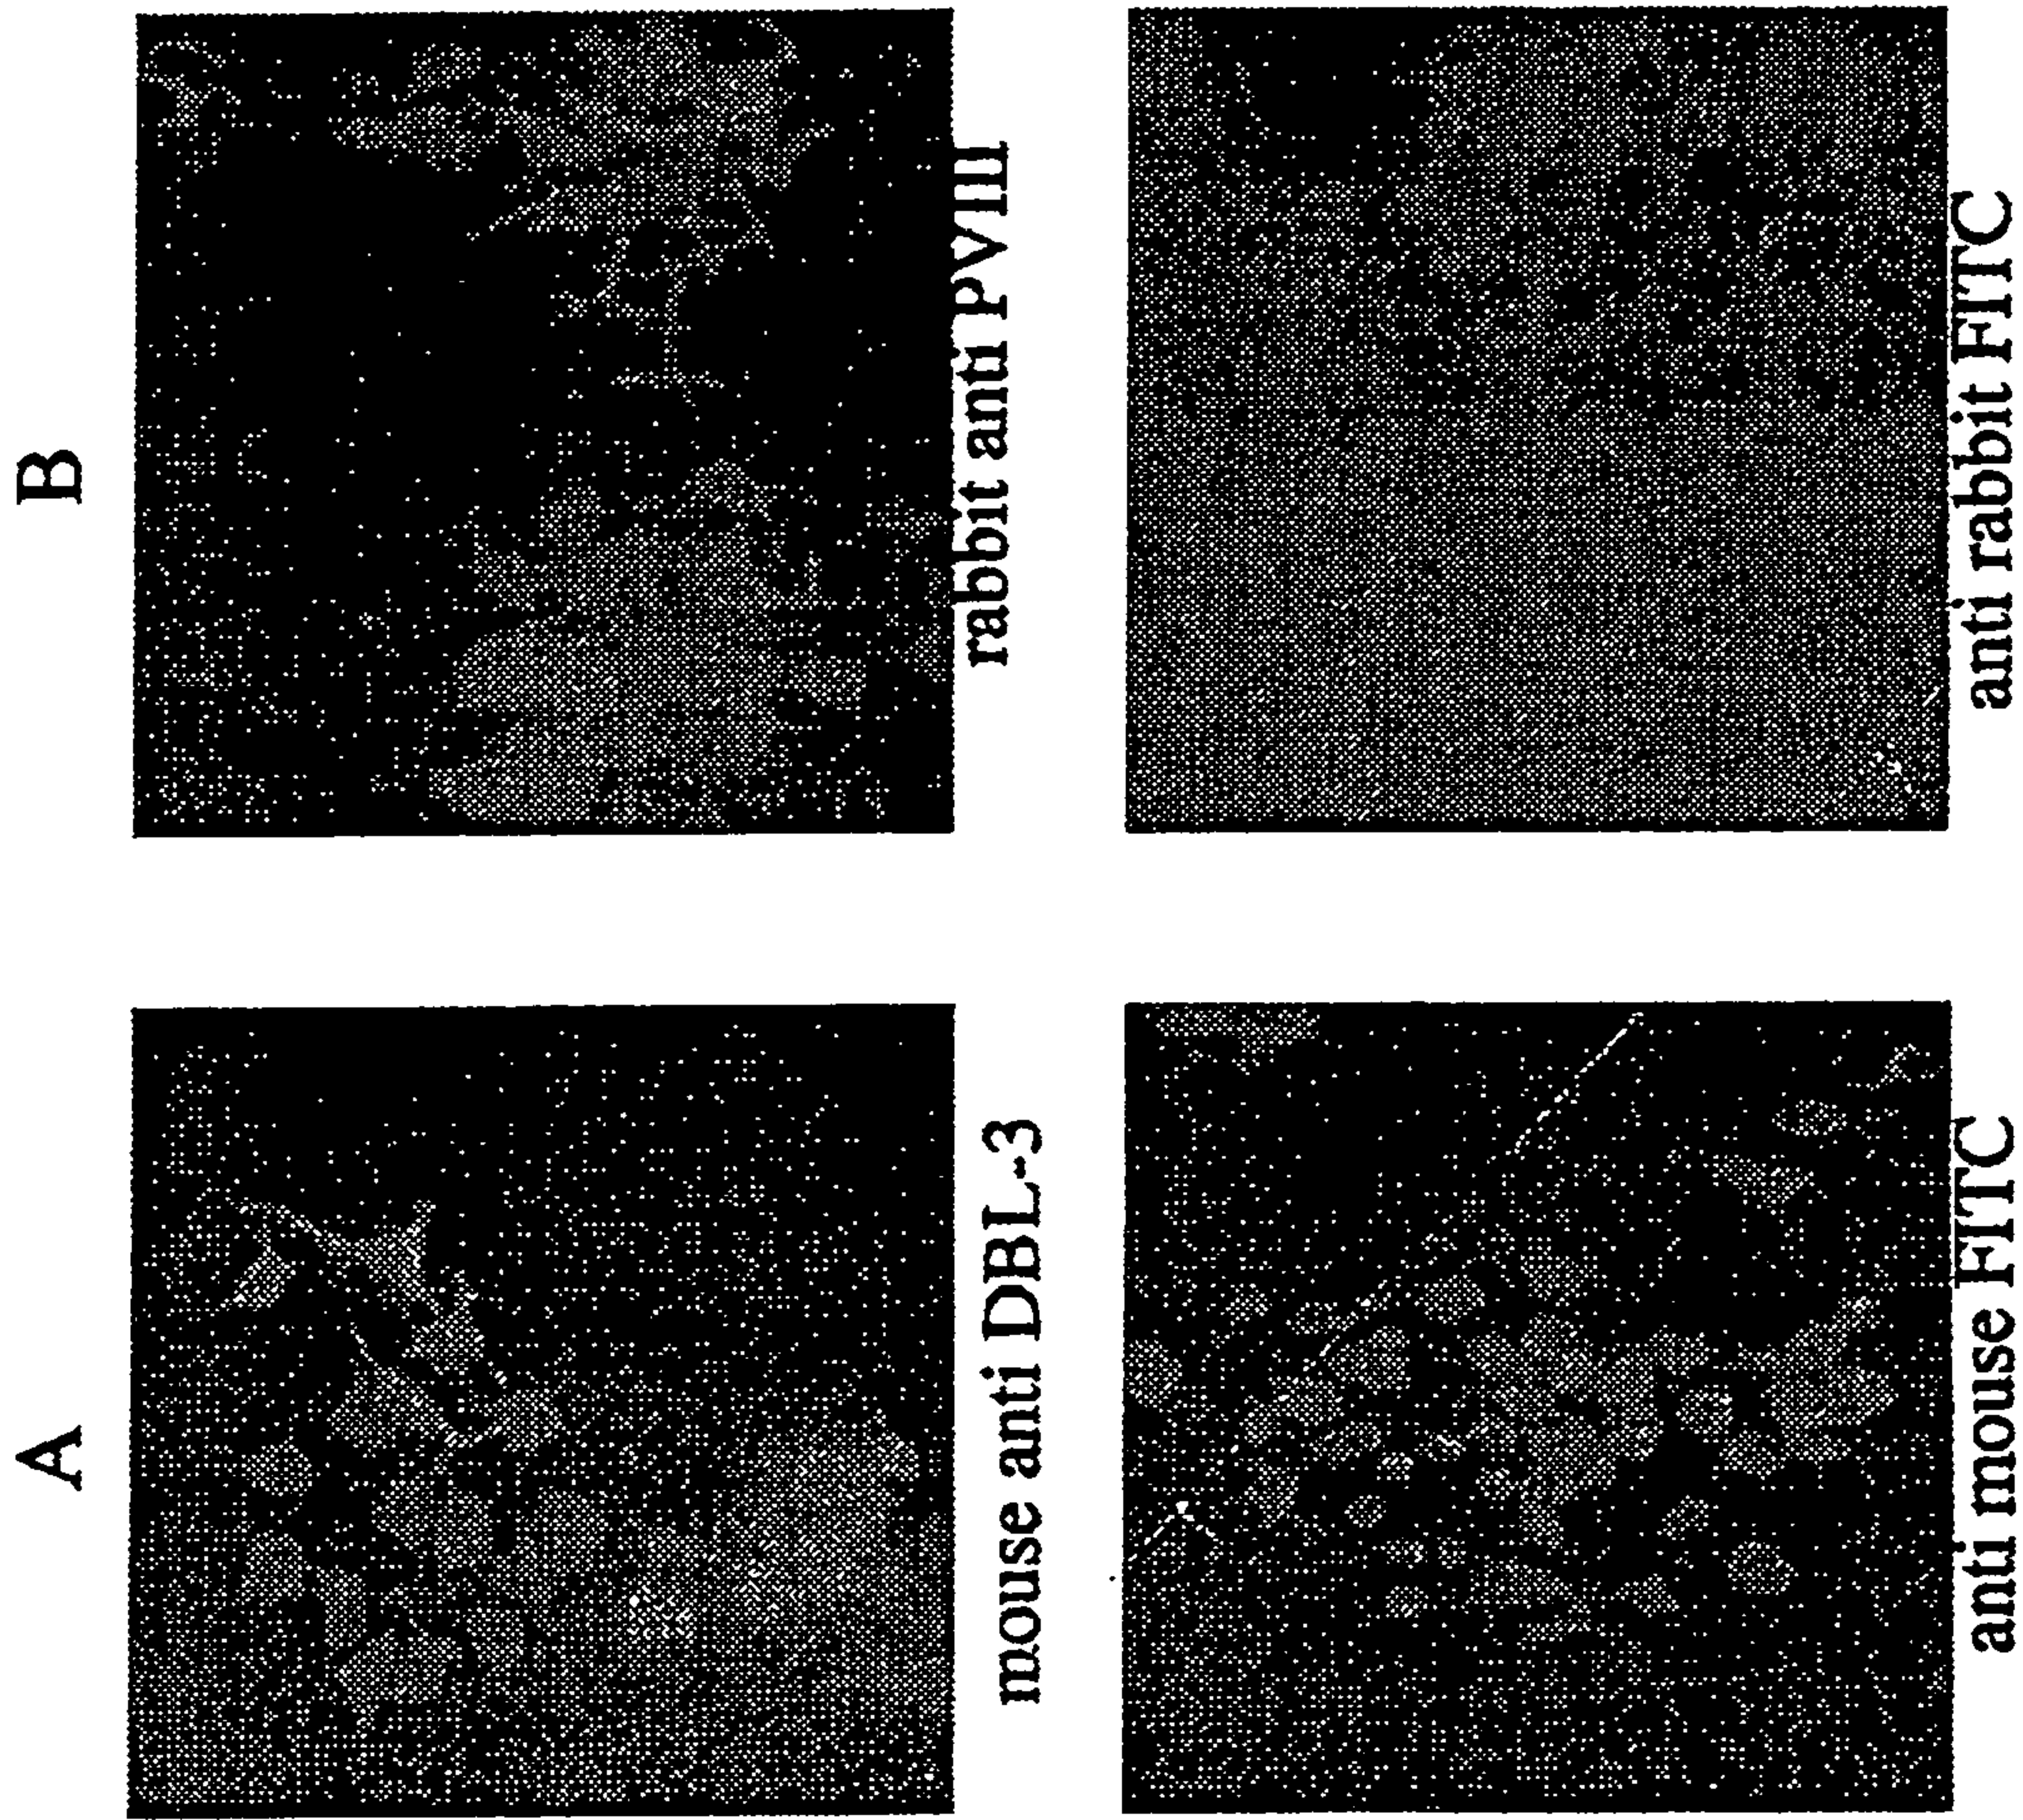 A
B
mouse anti DBL-3
rabbit anti PVIII
anti mouse FITC
anti rabbit FITC